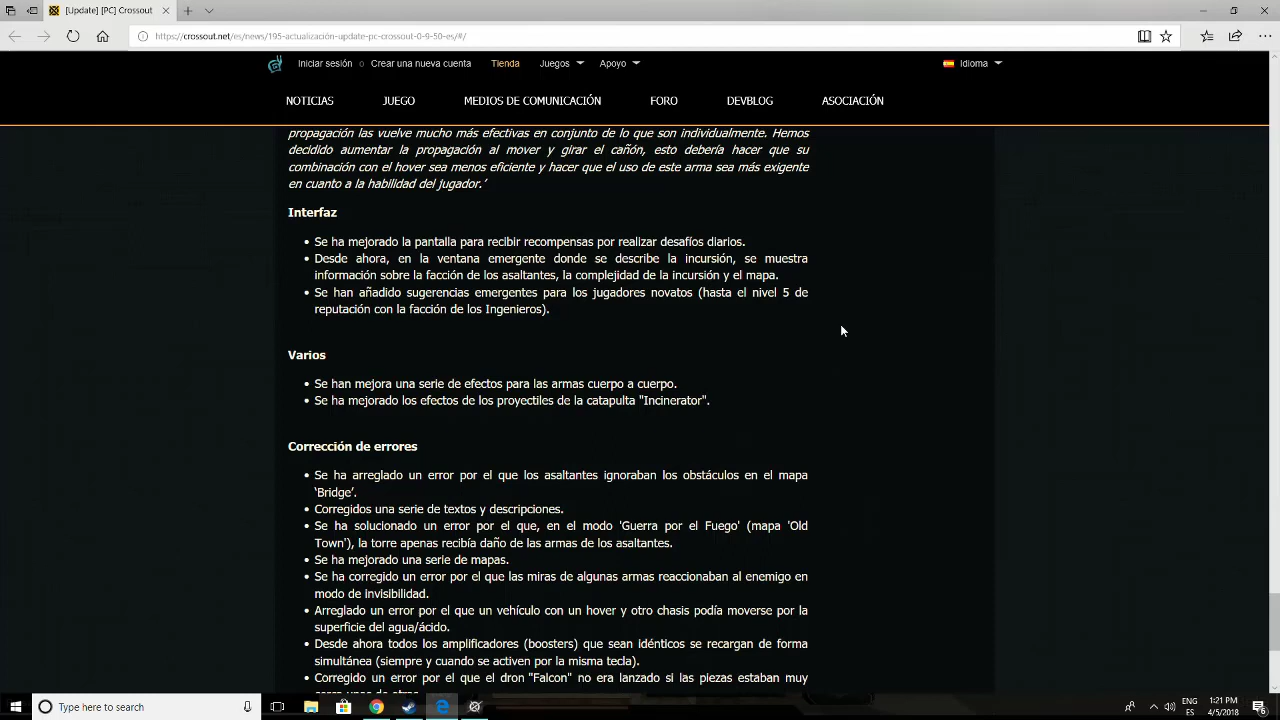 [Update] [PC] Crossout
https://crossout.net/es/news/195-actualización-update-pc-crossout-0-9-50-es/#/
Iniciar sesión o Crear una nueva cuenta Tienda Juegos Apoyo Idioma
NOTICIAS JUEGO MEDIOS DE COMUNICACIÓN FORO DEVBLOG ASOCIACIÓN
propagación las vuelve mucho más efectivas en conjunto de lo que son individualmente. Hemos
decidido aumentar la propagación al mover y girar el cañón, esto debería hacer que su
combinación con el hover sea menos eficiente y hacer que el uso de este arma sea más exigente
en cuanto a la habilidad del jugador.’
Interfaz
• Se ha mejorado la pantalla para recibir recompensas por realizar desafíos diarios.
• Desde ahora, en la ventana emergente donde se describe la incursión, se muestra
información sobre la facción de los asaltantes, la complejidad de la incursión y el mapa.
• Se han añadido sugerencias emergentes para los jugadores novatos (hasta el nivel 5 de
reputación con la facción de los Ingenieros).
Varios
• Se han mejora una serie de efectos para las armas cuerpo a cuerpo.
• Se ha mejorado los efectos de los proyectiles de la catapulta "Incinerator".
Corrección de errores
• Se ha arreglado un error por el que los asaltantes ignoraban los obstáculos en el mapa
‘Bridge’.
• Corregidos una serie de textos y descripciones.
• Se ha solucionado un error por el que, en el modo 'Guerra por el Fuego' (mapa 'Old
Town'), la torre apenas recibía daño de las armas de los asaltantes.
• Se ha mejorado una serie de mapas.
• Se ha corregido un error por el que las miras de algunas armas reaccionaban al enemigo en
modo de invisibilidad.
• Arreglado un error por el que un vehículo con un hover y otro chasis podía moverse por la
superficie del agua/ácido.
• Desde ahora todos los amplificadores (boosters) que sean idénticos se recargan de forma
simultánea (siempre y cuando se activen por la misma tecla).
• Corregido un error por el que el dron "Falcon" no era lanzado si las piezas estaban muy
Type here to search
ENG
ES
1:21 PM
4/5/2018